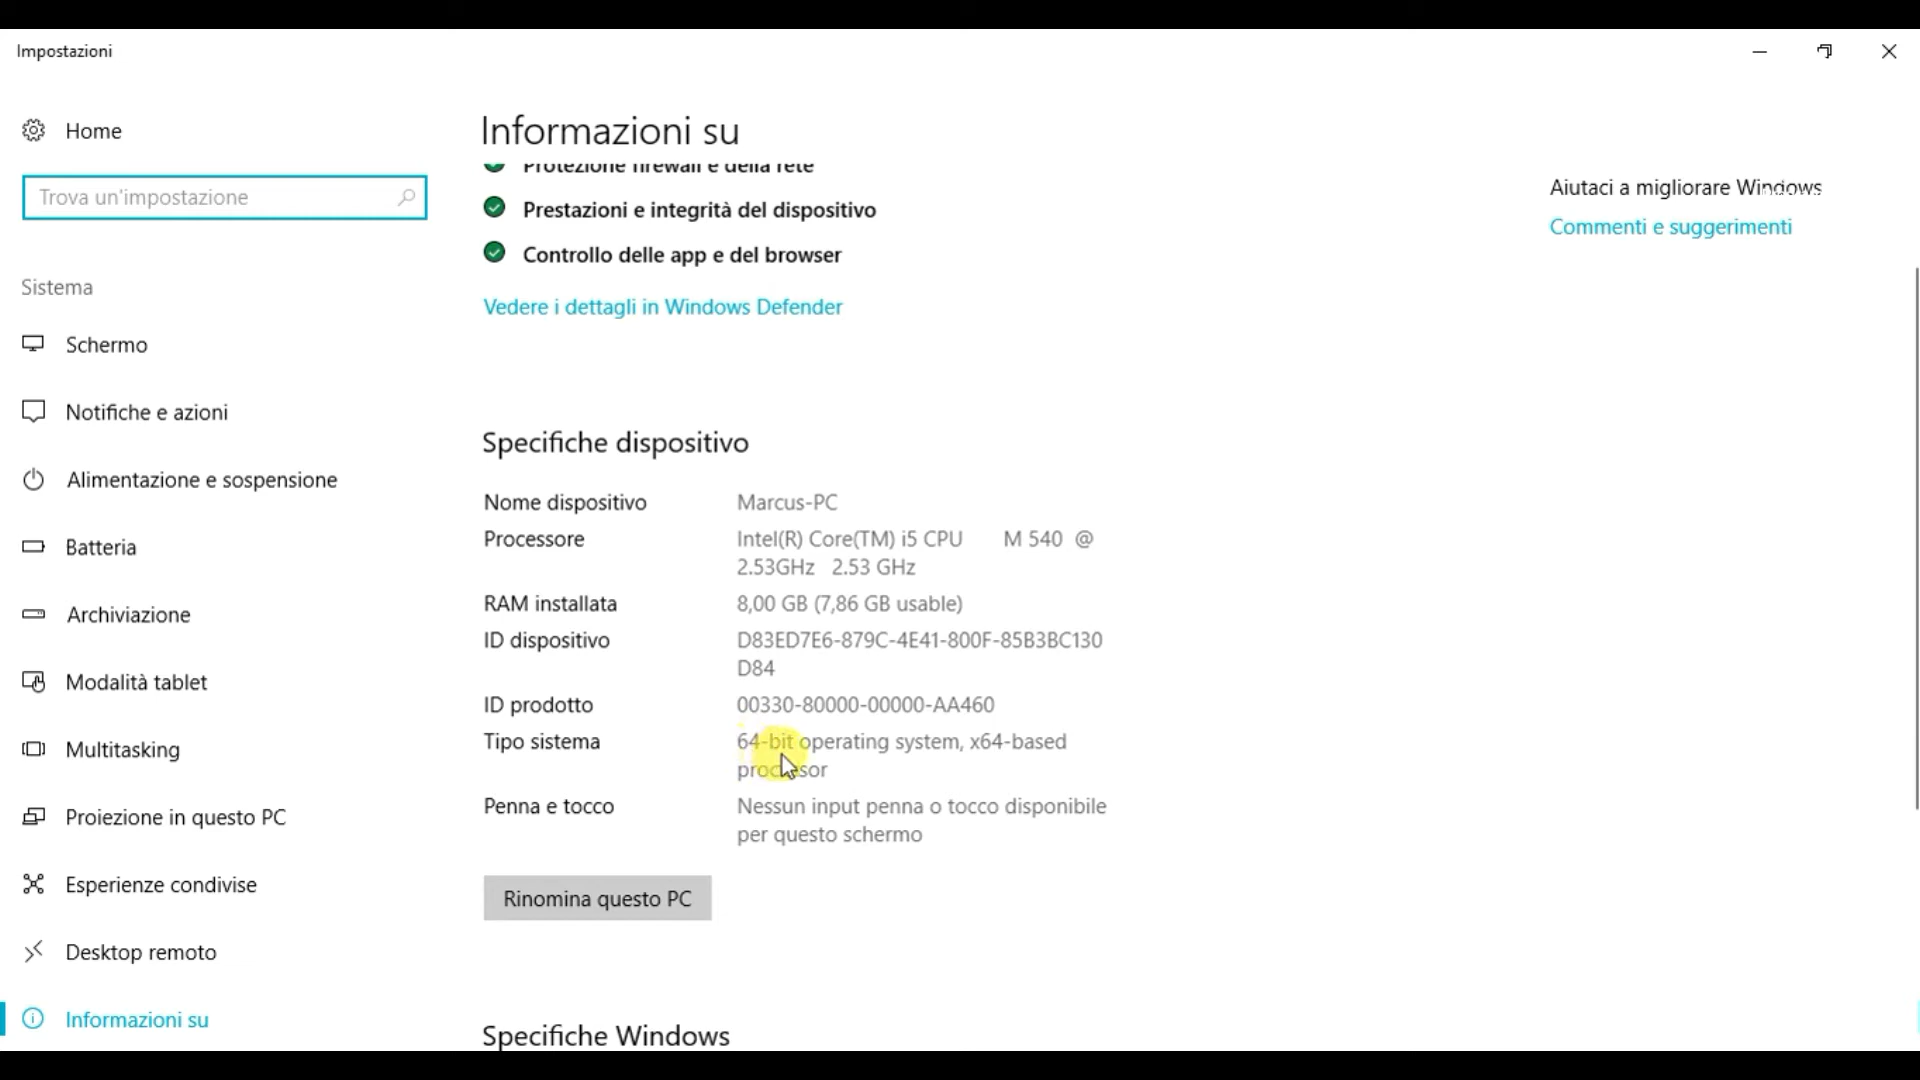 Impostazioni
Home
Trova un'impostazione
Sistema
Schermo
Notifiche e azioni
Alimentazione e sospensione
Batteria
Archiviazione
Modalità tablet
Multitasking
Proiezione in questo PC
Esperienze condivise
Desktop remoto
Informazioni su
Informazioni su
Protezione firewall e della rete
Prestazioni e integrità del dispositivo
Controllo delle app e del browser
Vedere i dettagli in Windows Defender
Specifiche dispositivo
Nome dispositivo Marcus-PC
Processore Intel(R) Core(TM) i5 CPU M 540 @
2.53GHz 2.53 GHz
RAM installata 8,00 GB (7,86 GB usable)
ID dispositivo D83ED7E6-879C-4E41-800F-85B3BC130
D84
ID prodotto 00330-80000-00000-AA460
Tipo sistema 64-bit operating system, x64-based
processor
Penna e tocco Nessun input penna o tocco disponibile
per questo schermo
Rinomina questo PC
Specifiche Windows
Aiutaci a migliorare Windows
Commenti e suggerimenti